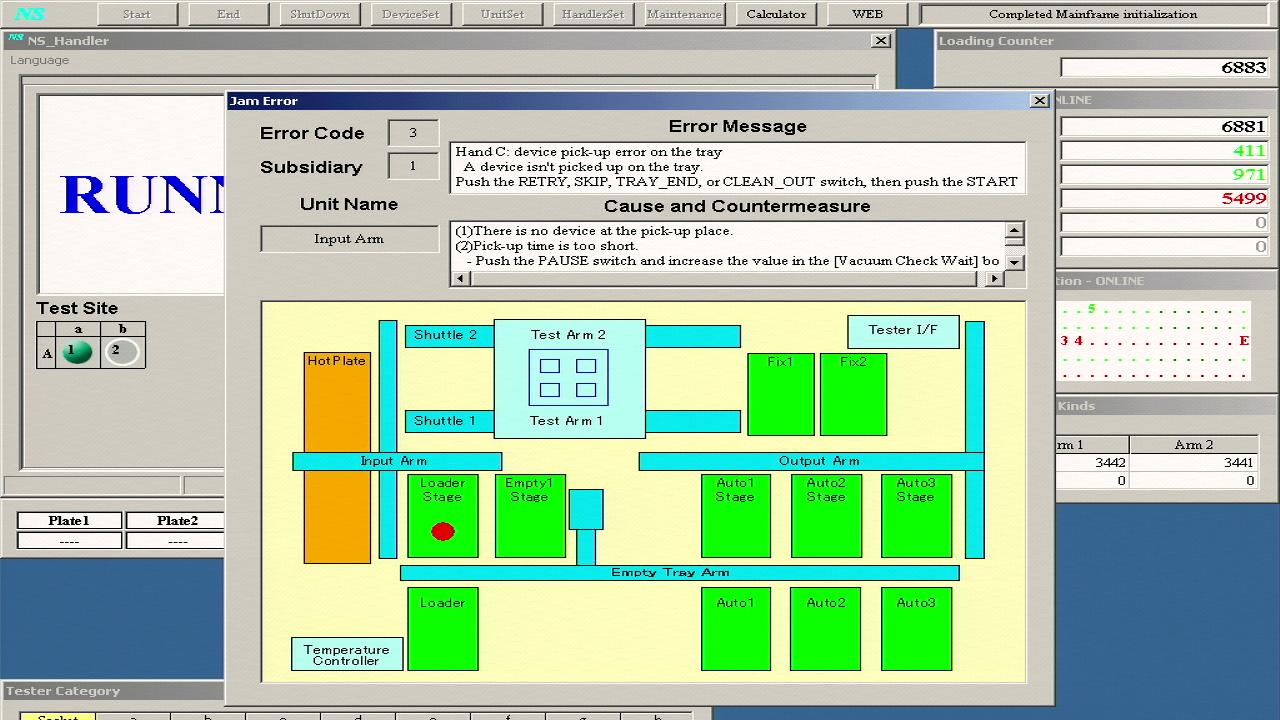 NS Start End ShutDown DeviceSet UnitSet HandlerSet Maintenance Calculator WEB Completed Mainframe initialization
NS NS_Handler
Language
Loading Counter
6883
6881
411
971
5499
0
0
RUNN
Test Site
a b
A 1 2
Plate1 Plate2
---- ----
Jam Error
Error Code 3
Subsidiary 1
Unit Name
Input Arm
Error Message
Hand C: device pick-up error on the tray
A device isn't picked up on the tray.
Push the RETRY, SKIP, TRAY_END, or CLEAN_OUT switch, then push the START
Cause and Countermeasure
(1)There is no device at the pick-up place.
(2)Pick-up time is too short.
- Push the PAUSE switch and increase the value in the [Vacuum Check Wait] bo
Shuttle 2 Test Arm 2 Tester I/F
HotPlate Fix1 Fix2
Shuttle 1 Test Arm 1
Input Arm Output Arm
Loader Empty1 Auto1 Auto2 Auto3
Stage Stage Stage Stage Stage
Empty Tray Arm
Loader Auto1 Auto2 Auto3
Temperature
Controller
- ONLINE
5
3 4 E
Kinds
Arm 2
3442 3441
0 0
Tester Category